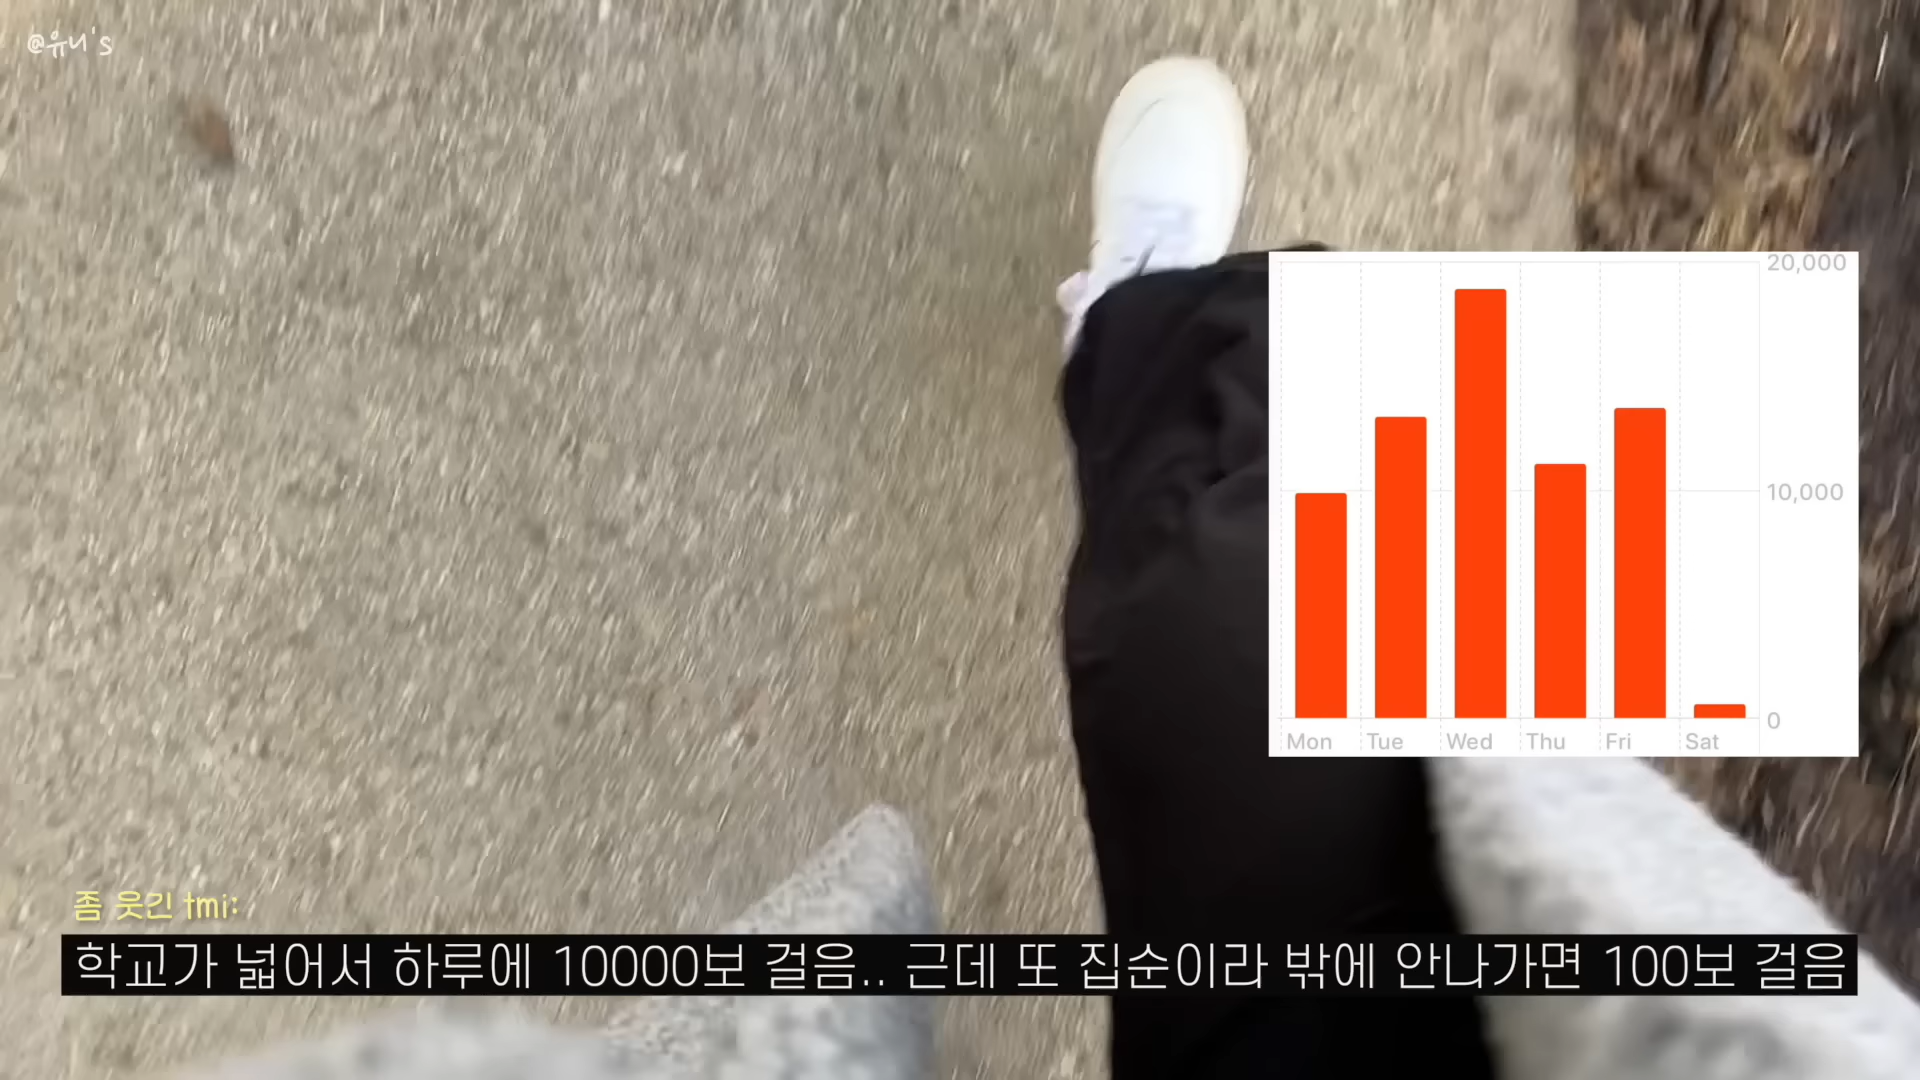 @유니's
20,000
10,000
0
Mon Tue Wed Thu Fri Sat
좀 웃긴 tmi:
학교가 넓어서 하루에 10000보 걸음.. 근데 또 집순이라 밖에 안나가면 100보 걸음